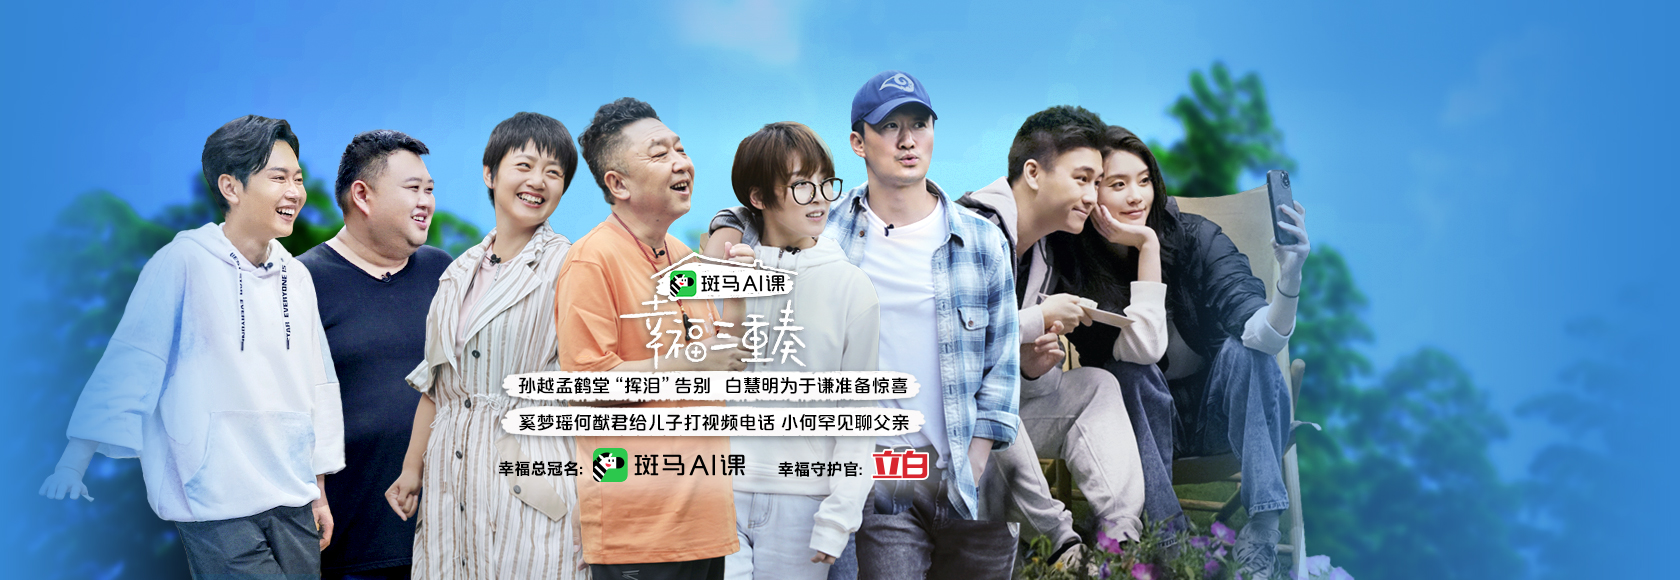 斑马AI课
幸福三重奏
孙越孟鹤堂“挥泪”告别 白慧明为于谦准备惊喜
奚梦瑶何猷君给儿子打视频电话 小何罕见聊父亲
幸福总冠名: 斑马AI课 幸福守护官: 立白